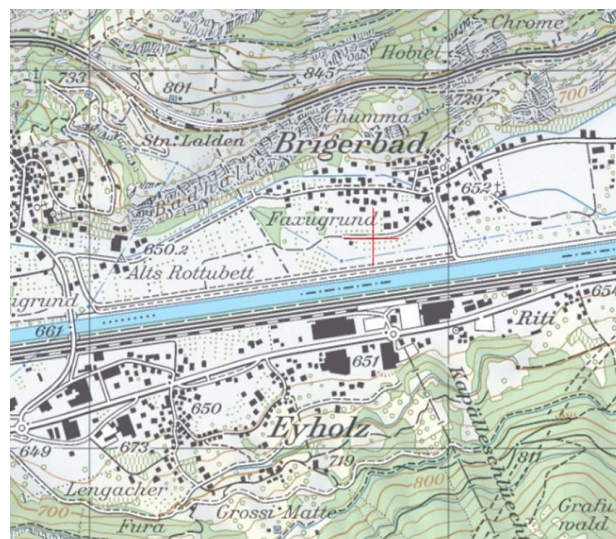 Chrome
Hobiel
733
801
845
Stn. Lalden
Chumma
729
700
Brigerbad
Badhalte
652
Faxugrund
650.2
Alts Rottubett
igrund
661
Riti
651
650
Eyholz
649
673
719
811
Lengacher
800
700
Fura
Grossi Matte
Grafu
wald